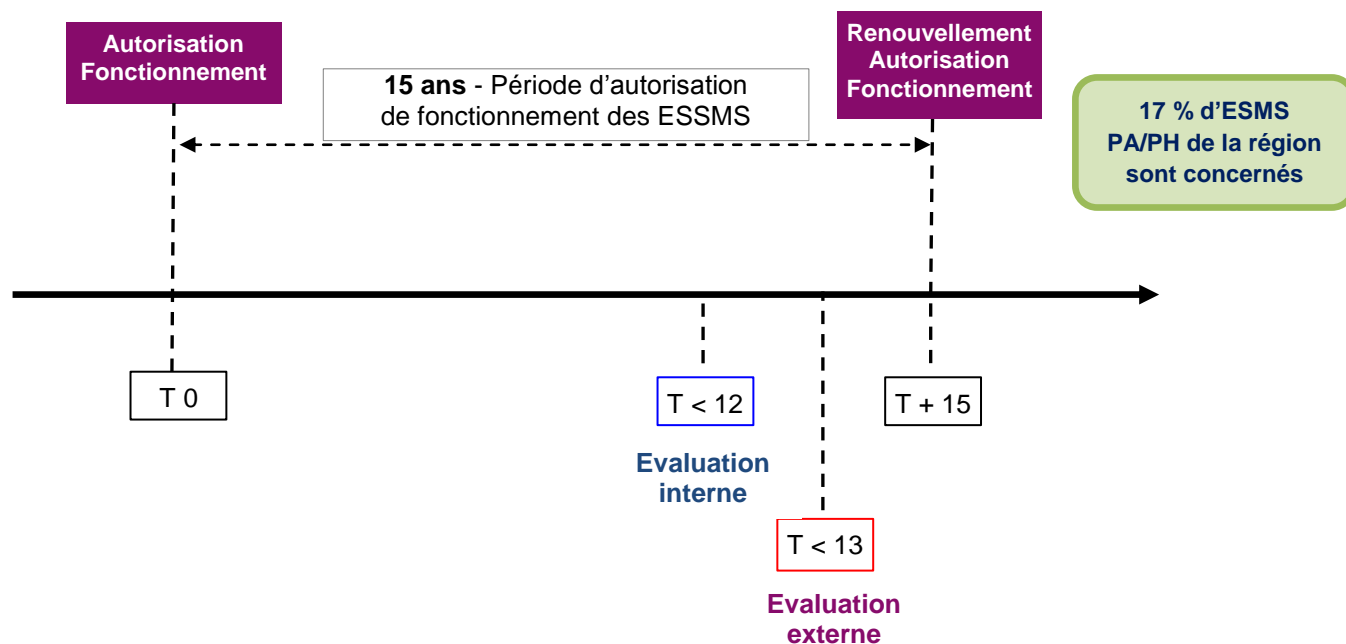 Autorisation
Fonctionnement
15 ans - Période d’autorisation
de fonctionnement des ESSMS
Renouvellement
Autorisation
Fonctionnement
17 % d’ESMS
PA/PH de la région
sont concernés
T 0
T < 12
T + 15
Evaluation
interne
T < 13
Evaluation
externe